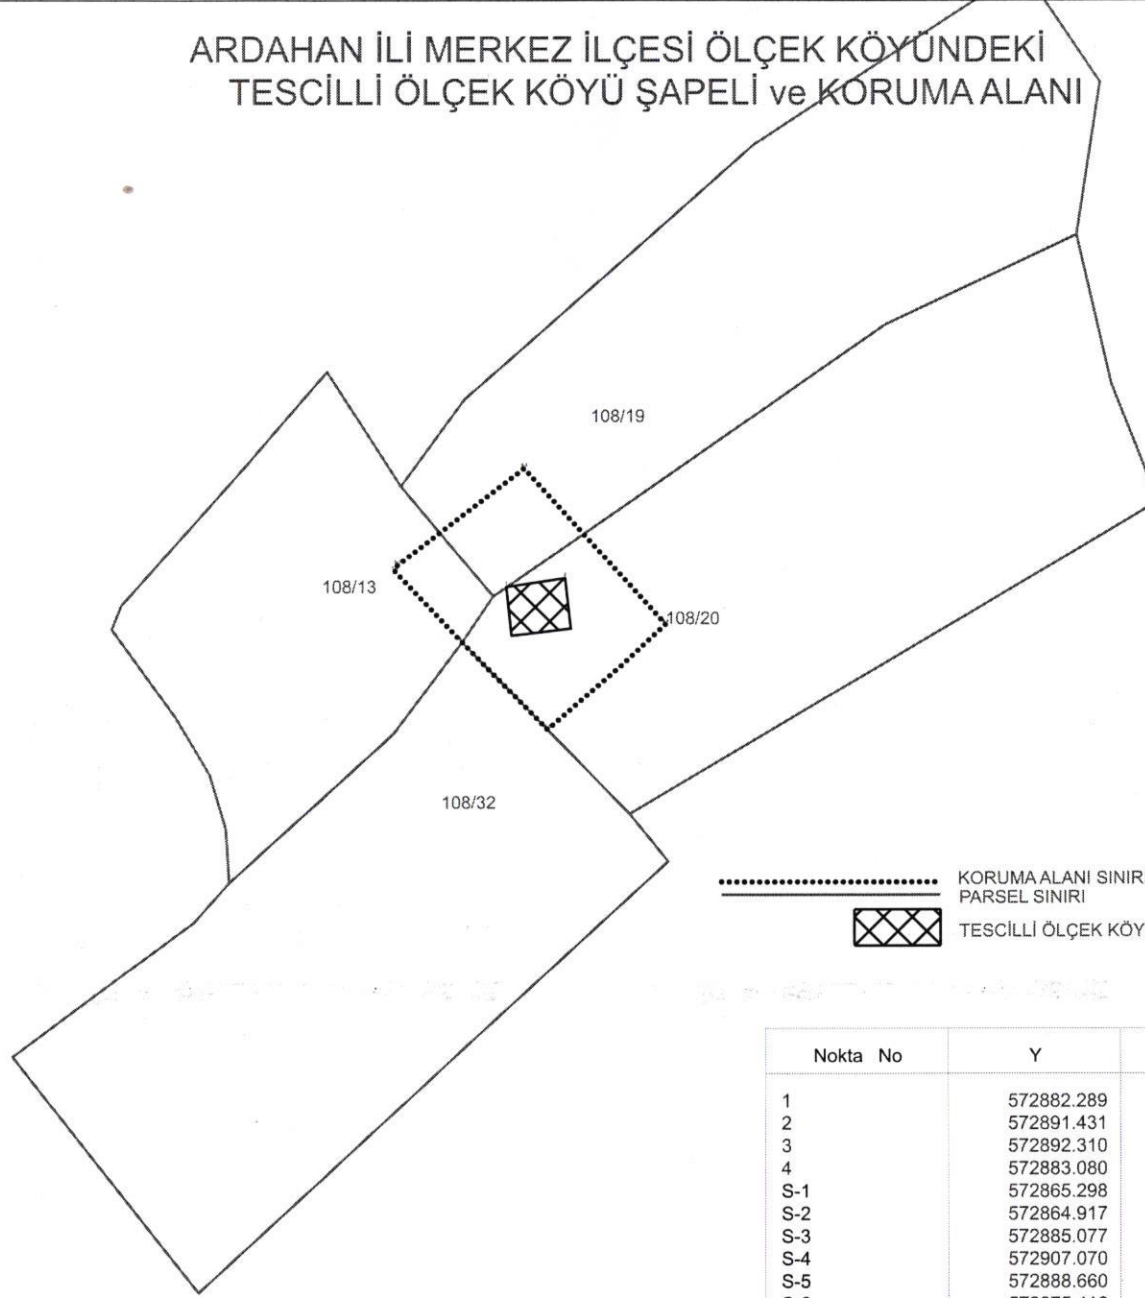 ARDAHAN İLİ MERKEZ İLÇESİ ÖLÇEK KÖYÜNDEKİ
TESCİLLİ ÖLÇEK KÖYÜ ŞAPELİ ve KORUMA ALANI
108/19
108/13
108/20
108/32
KORUMA ALANI SINIRI
PARSEL SINIRI
TESCİLLİ ÖLÇEK
Nokta No Y
1 572882.289
2 572891.431
3 572892.310
4 572883.080
S-1 572865.298
S-2 572864.917
S-3 572885.077
S-4 572907.070
S-5 572888.660